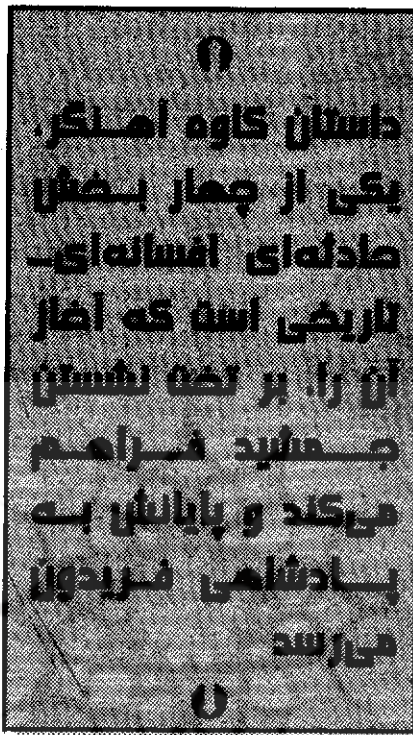 داستان کاوه آهنگر،
یکی از چهار بخش
حادثه‌ای افسانه‌ای-
تاریخی است که آغاز
آن را، بر تخت نشستن
جمشید فراهم
می‌کند و پایانش به
پادشاهی فریدون
می‌رسد